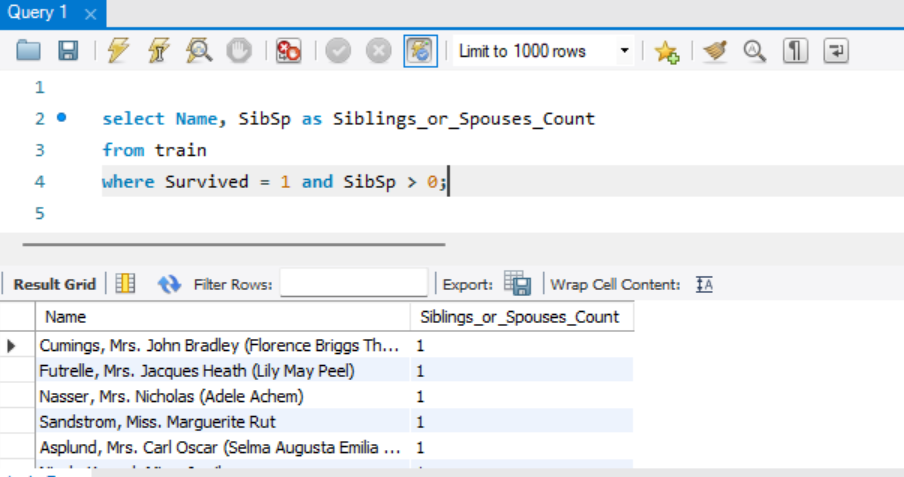 Query 1
Limit to 1000 rows
1
2 select Name, SibSp as Siblings_or_Spouses_Count
3 from train
4 where Survived = 1 and SibSp > 0;
5
Result Grid Filter Rows: Export: Wrap Cell Content:
Name Siblings_or_Spouses_Count
Cumings, Mrs. John Bradley (Florence Briggs Th... 1
Futrelle, Mrs. Jacques Heath (Lily May Peel) 1
Nasser, Mrs. Nicholas (Adele Achem) 1
Sandstrom, Miss. Marguerite Rut 1
Asplund, Mrs. Carl Oscar (Selma Augusta Emilia ... 1